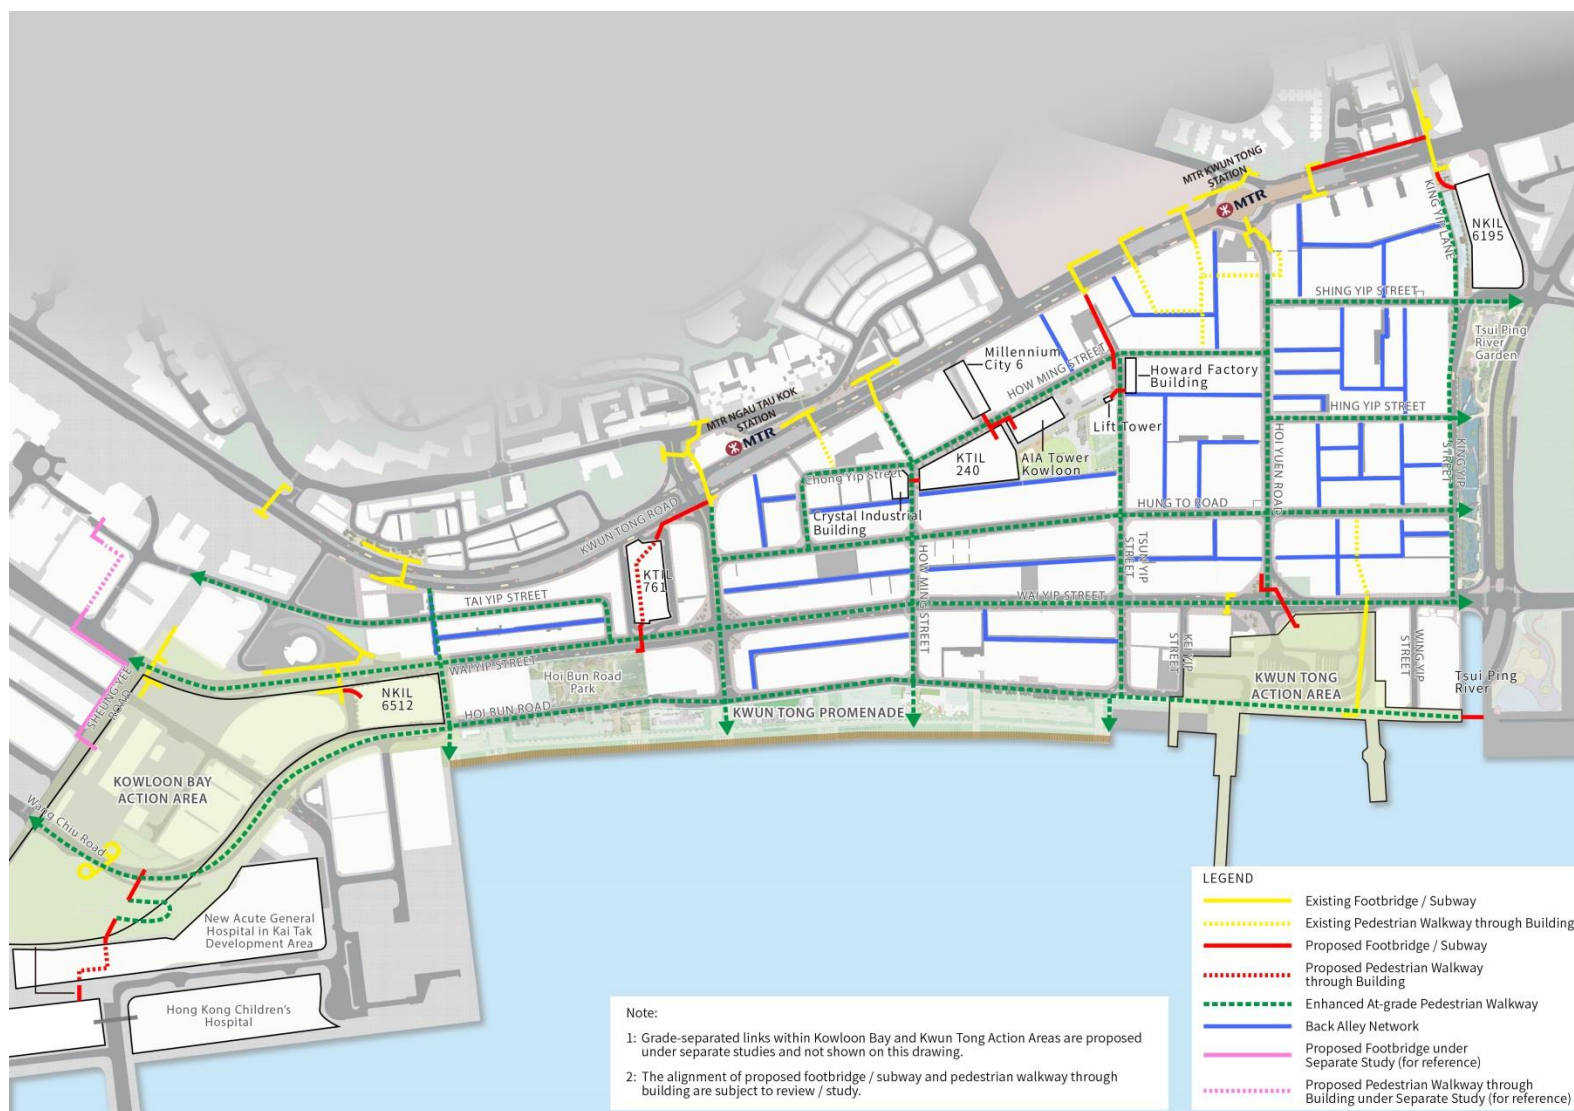 MTR KWUN TONG
STATION
MTR
KING YIP LANE
NKIL
6195
SHING YIP STREET
Tsui Ping
River
Garden
Millennium
City 6
HOW MING STREET
Howard Factory
Building
HING YIP STREET
Lift Tower
MTR NGAU TAU KOK
STATION
MTR
AIA Tower
Kowloon
KTIL
240
Chong Yip Street
Crystal Industrial
Building
HOI YUEN ROAD
KING YIP
STREET
HUNG TO ROAD
KWUN TONG ROAD
KTIL
761
TSUN YIP
STREET
HOW MING STREET
TAI YIP STREET
WAI YIP STREET
WAI YIP STREET
KEI YIP
STREET
WING YIP
STREET
Hoi Bun Road
Park
KWUN TONG
ACTION AREA
Tsui Ping
River
SHEUNG YEE
ROAD
NKIL
6512
HOI BUN ROAD
KWUN TONG PROMENADE
KOWLOON BAY
ACTION AREA
Wang Chiu Road
New Acute General
Hospital in Kai Tak
Development Area
Hong Kong Children's
Hospital
Note:
1: Grade-separated links within Kowloon Bay and Kwun Tong Action Areas are proposed
under separate studies and not shown on this drawing.
2: The alignment of proposed footbridge / subway and pedestrian walkway through
building are subject to review / study.
LEGEND
Existing Footbridge / Subway
Existing Pedestrian Walkway through Building
Proposed Footbridge / Subway
Proposed Pedestrian Walkway
through Building
Enhanced At-grade Pedestrian Walkway
Back Alley Network
Proposed Footbridge under
Separate Study (for reference)
Proposed Pedestrian Walkway through
Building under Separate Study (for reference)